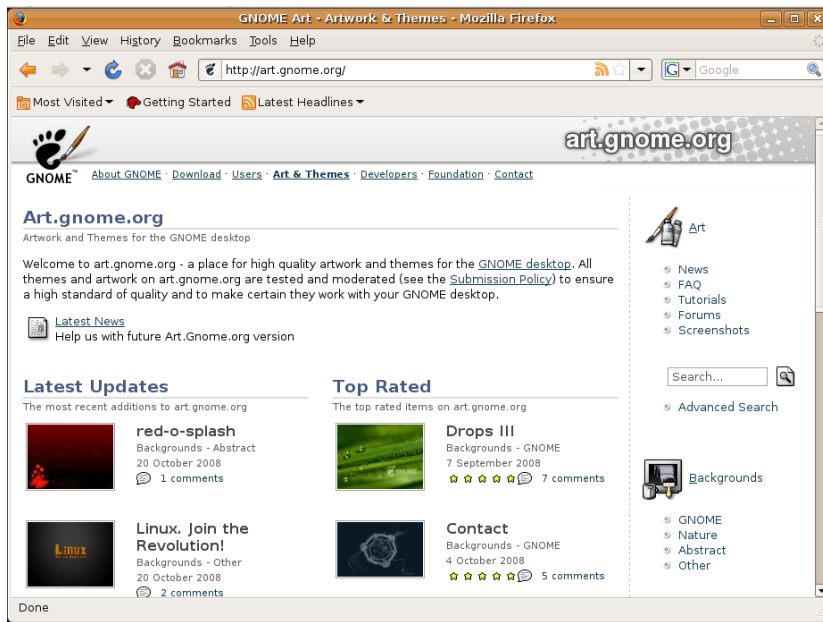 GNOME Art - Artwork & Themes - Mozilla Firefox
File Edit View History Bookmarks Tools Help
http://art.gnome.org/
G Google
Most Visited Getting Started Latest Headlines
art.gnome.org
GNOME™ About GNOME · Download · Users · Art & Themes · Developers · Foundation · Contact
Art.gnome.org
Artwork and Themes for the GNOME desktop
Welcome to art.gnome.org - a place for high quality artwork and themes for the GNOME desktop. All
themes and artwork on art.gnome.org are tested and moderated (see the Submission Policy) to ensure
a high standard of quality and to make certain they work with your GNOME desktop.
Latest News
Help us with future Art.Gnome.org version
Latest Updates
The most recent additions to art.gnome.org
red-o-splash
Backgrounds - Abstract
20 October 2008
1 comments
Linux
Linux. Join the
Revolution!
Backgrounds - Other
20 October 2008
2 comments
Top Rated
The top rated items on art.gnome.org
GNOME
Drops III
Backgrounds - GNOME
7 September 2008
7 comments
Contact
Backgrounds - GNOME
4 October 2008
5 comments
Art
News
FAQ
Tutorials
Forums
Screenshots
Search...
Advanced Search
Backgrounds
GNOME
Nature
Abstract
Other
Done